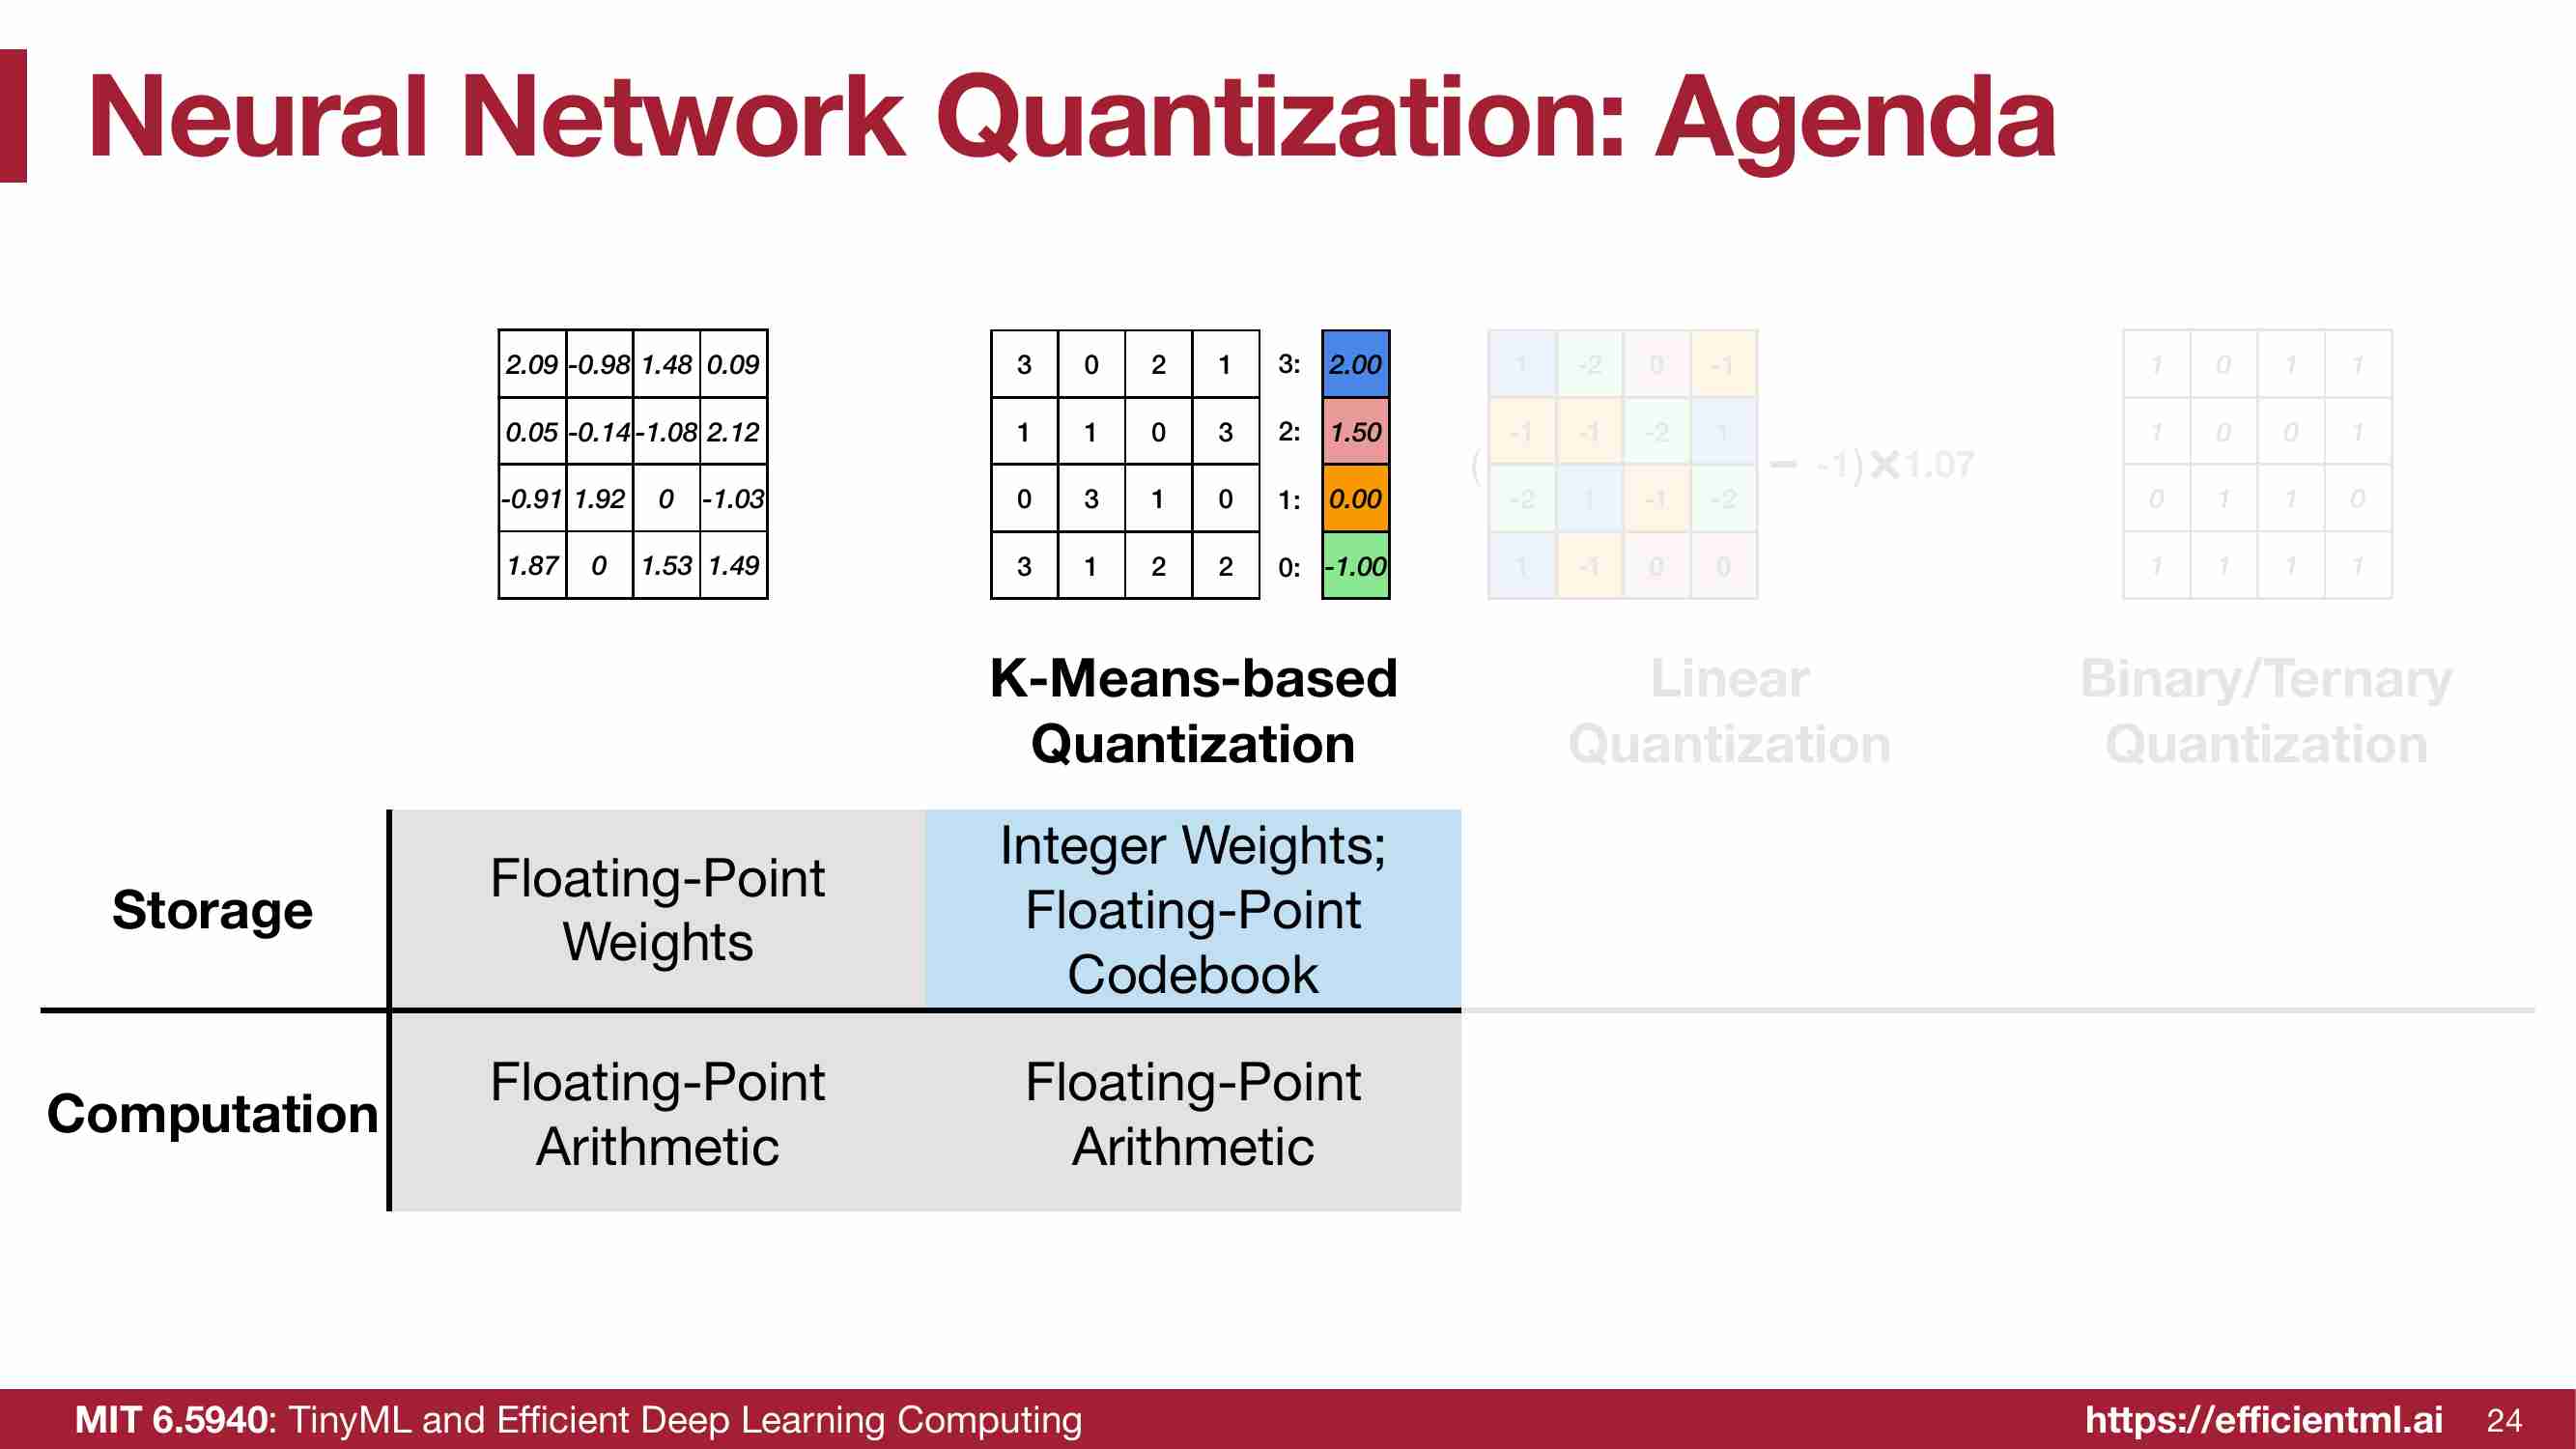 Neural Network Quantization: Agenda
2.09 -0.98 1.48 0.09
0.05 -0.14 -1.08 2.12
-0.91 1.92 0 -1.03
1.87 0 1.53 1.49
3 0 2 1 3: 2.00
1 1 0 3 2: 1.50
0 3 1 0 1: 0.00
3 1 2 2 0: -1.00
1 -2 0 -1
-1 -1 -2 1
( − -1)×1.07
-2 1 -1 -2
1 -1 0 0
1 0 1 1
1 0 0 1
0 1 1 0
1 1 1 1
K-Means-based
Quantization
Linear
Quantization
Binary/Ternary
Quantization
Storage
Floating-Point
Weights
Integer Weights;
Floating-Point
Codebook
Computation
Floating-Point
Arithmetic
Floating-Point
Arithmetic
MIT 6.5940: TinyML and Efficient Deep Learning Computing
https://efficientml.ai
24